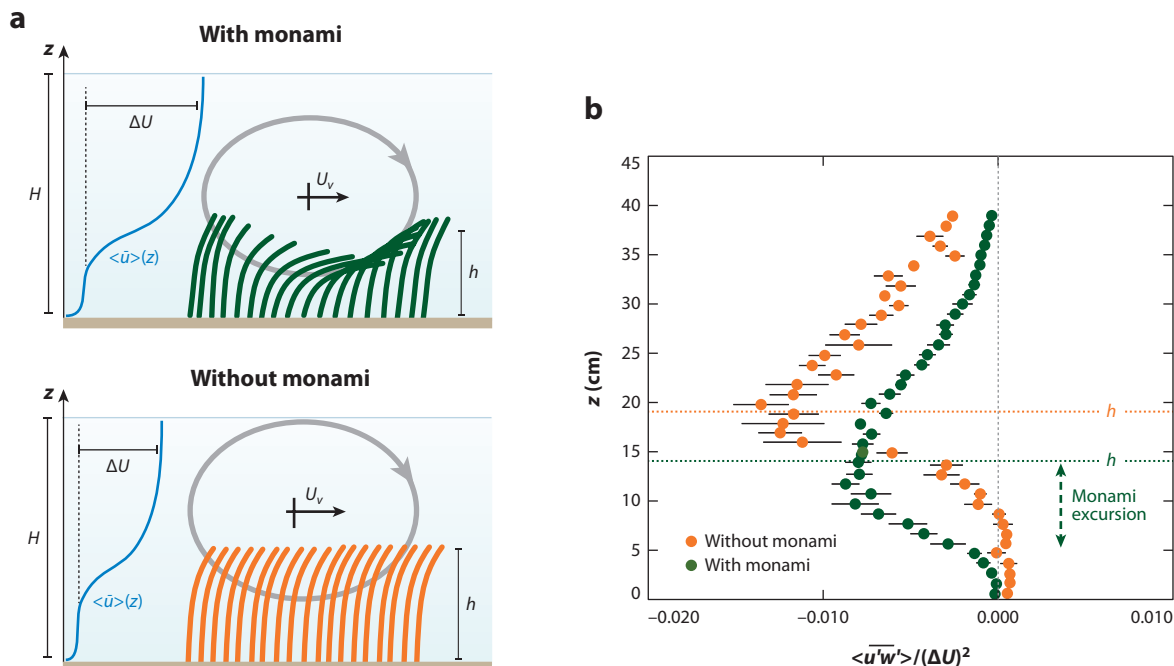 a
With monami
z
ΔU
H
U_v
<ū>(z)
h
Without monami
z
ΔU
H
U_v
<ū>(z)
h
b
45
40
35
30
25
20
15
10
5
0
z (cm)
h
h
Monami
excursion
Without monami
With monami
−0.020
−0.010
0.000
0.010
<u'w'>/(ΔU)²